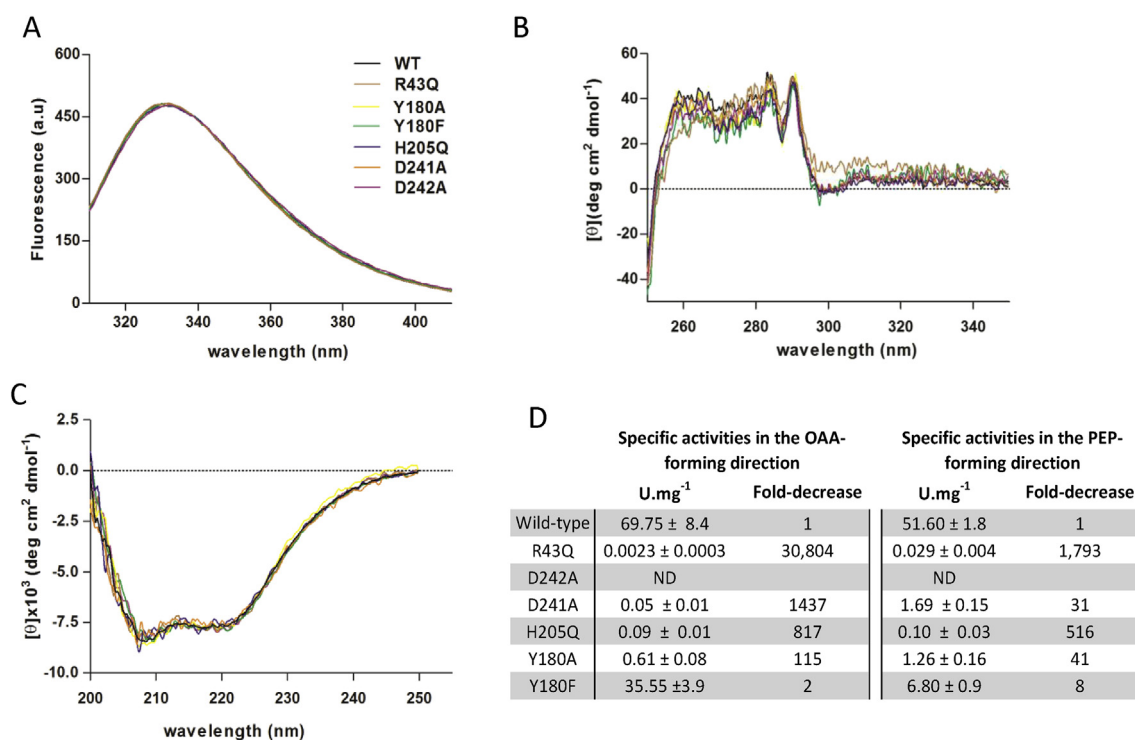 A
600
450
300
150
0
Fluorescence (a.u)
320 340 360 380 400
wavelength (nm)
WT
R43Q
Y180A
Y180F
H205Q
D241A
D242A
B
60
40
20
0
-20
-40
[θ](deg cm² dmol⁻¹)
260 280 300 320 340
wavelength (nm)
C
2.5
0.0
-2.5
-5.0
-7.5
-10.0
[θ]x10³ (deg cm² dmol⁻¹)
200 210 220 230 240 250
wavelength (nm)
D
Specific activities in the OAA- Specific activities in the PEP-
forming direction forming direction
U.mg⁻¹ Fold-decrease U.mg⁻¹ Fold-decrease
Wild-type 69.75 ± 8.4 1 51.60 ± 1.8 1
R43Q 0.0023 ± 0.0003 30,804 0.029 ± 0.004 1,793
D242A ND ND
D241A 0.05 ± 0.01 1437 1.69 ± 0.15 31
H205Q 0.09 ± 0.01 817 0.10 ± 0.03 516
Y180A 0.61 ± 0.08 115 1.26 ± 0.16 41
Y180F 35.55 ±3.9 2 6.80 ± 0.9 8